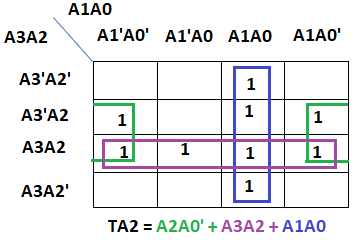 A1A0
A3A2 A1'A0' A1'A0 A1A0 A1A0'
A3'A2' 1
A3'A2 1 1 1
A3A2 1 1 1 1
A3A2' 1
TA2 = A2A0' + A3A2 + A1A0